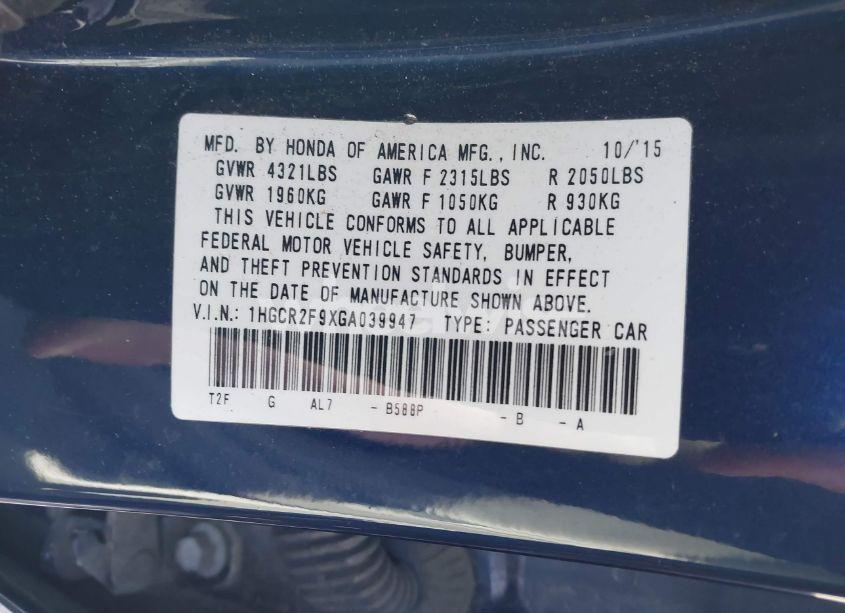 MFD. BY HONDA OF AMERICA MFG., INC. 10/'15
GVWR 4321LBS GAWR F 2315LBS R 2050LBS
GVWR 1960KG GAWR F 1050KG R 930KG
THIS VEHICLE CONFORMS TO ALL APPLICABLE
FEDERAL MOTOR VEHICLE SAFETY, BUMPER,
AND THEFT PREVENTION STANDARDS IN EFFECT
ON THE DATE OF MANUFACTURE SHOWN ABOVE.
V.I.N.: 1HGCR2F9XGA039947 TYPE: PASSENGER CAR
T2F G AL7 - B588P - B - A